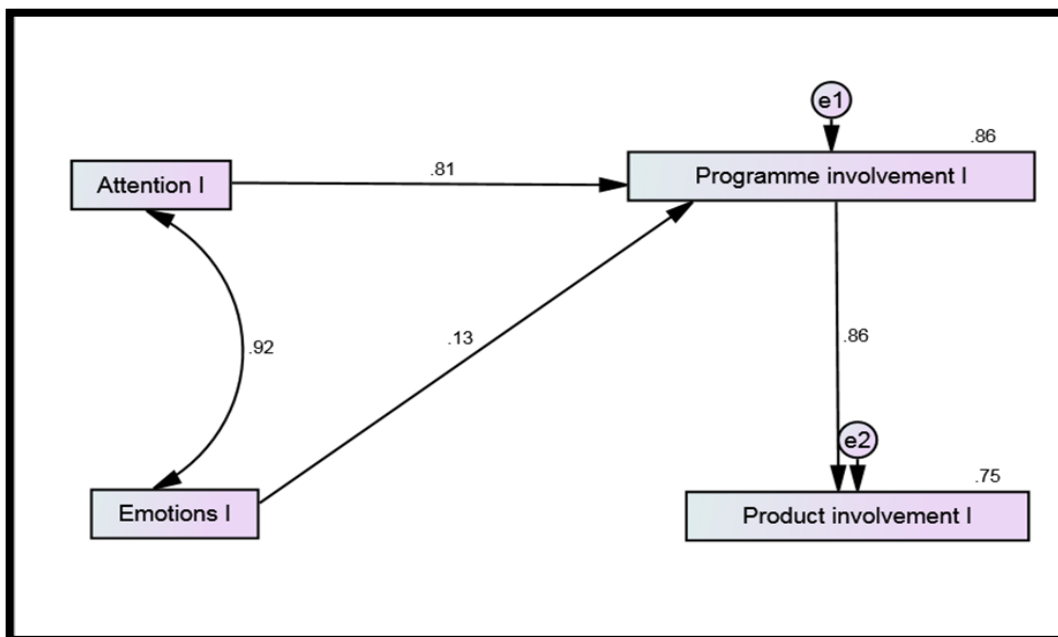 e1
.86
Attention I
.81
Programme involvement I
.92
.13
.86
e2
.75
Emotions I
Product involvement I